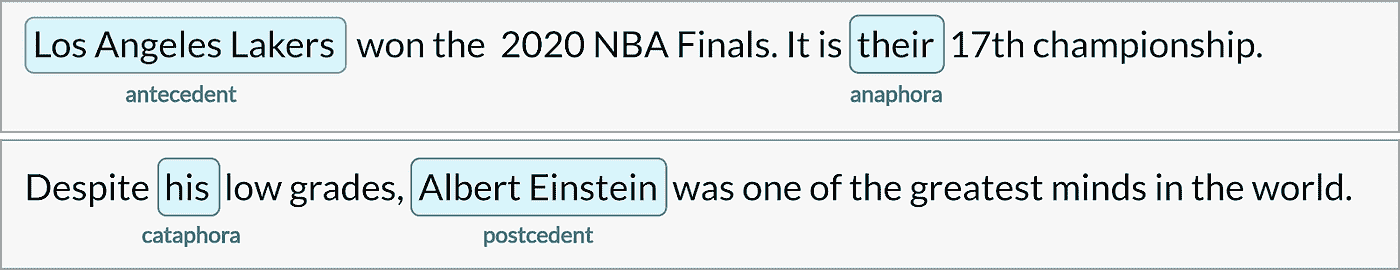 Los Angeles Lakers won the 2020 NBA Finals. It is their 17th championship.
antecedent anaphora
Despite his low grades, Albert Einstein was one of the greatest minds in the world.
cataphora postcedent